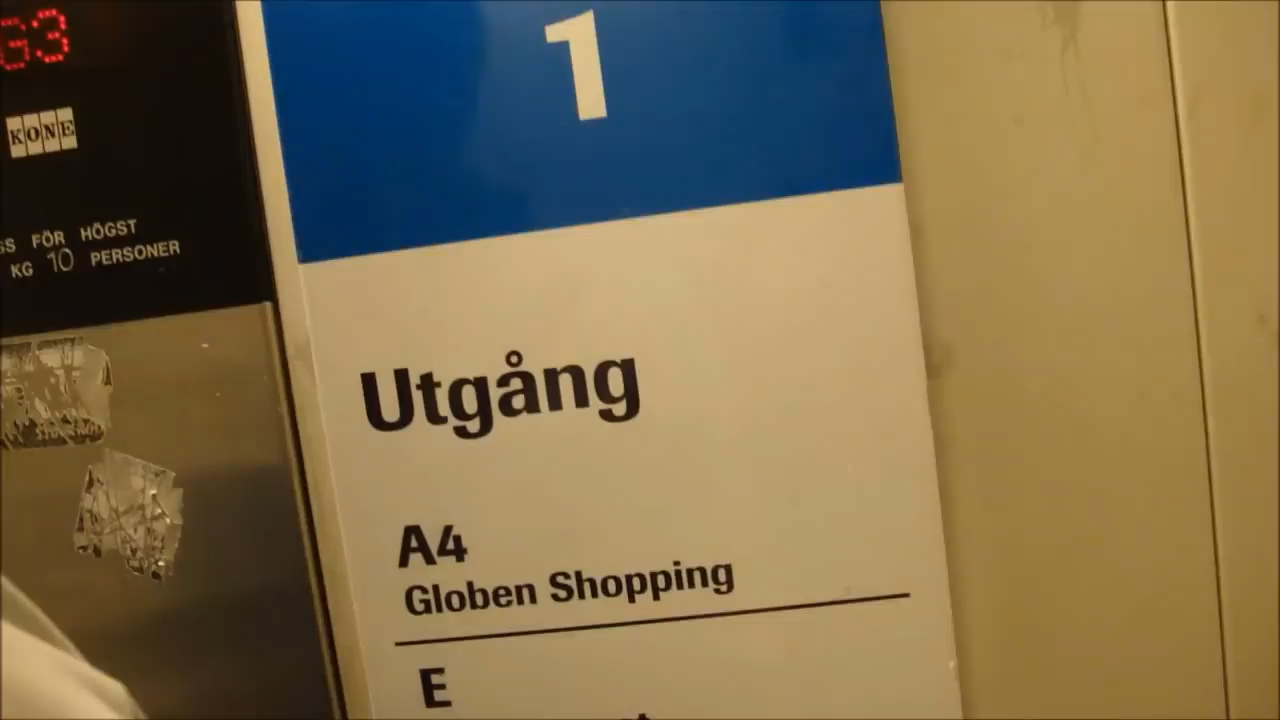 G3
KONE
FÖR HÖGST
KG 10 PERSONER
1
Utgång
A4
Globen Shopping
E